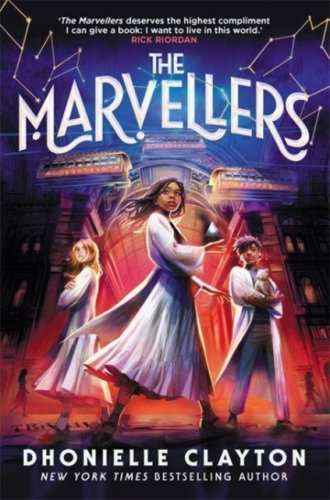 'The Marvellers deserves the highest compliment
I can give a book: I want to live in this world.'
RICK RIORDAN
THE
MARVELLERS
DHONIELLE CLAYTON
NEW YORK TIMES BESTSELLING AUTHOR